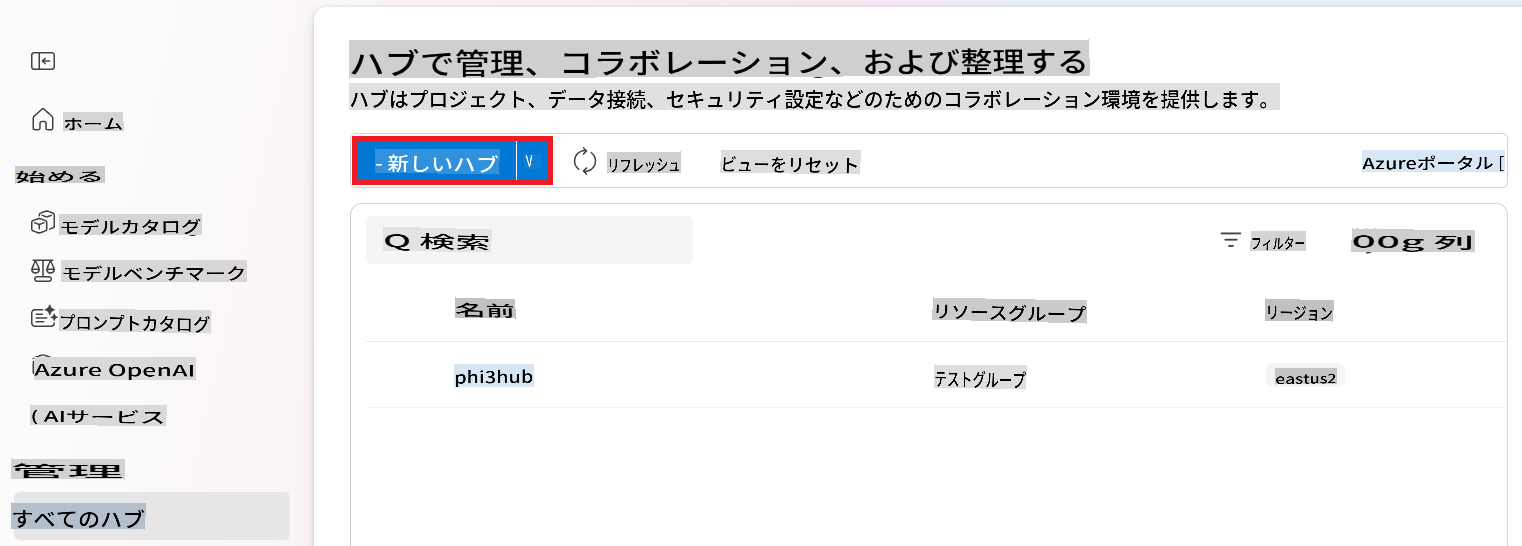 ホーム
始める
モデルカタログ
モデルベンチマーク
プロンプトカタログ
Azure OpenAI
( AIサービス
管理
すべてのハブ
ハブで管理、コラボレーション、および整理する
ハブはプロジェクト、データ接続、セキュリティ設定などのためのコラボレーション環境を提供します。
- 新しいハブ V リフレッシュ ビューをリセット Azureポータル [
Q 検索 フィルター 00g 列
名前 リソースグループ リージョン
phi3hub テストグループ eastus2